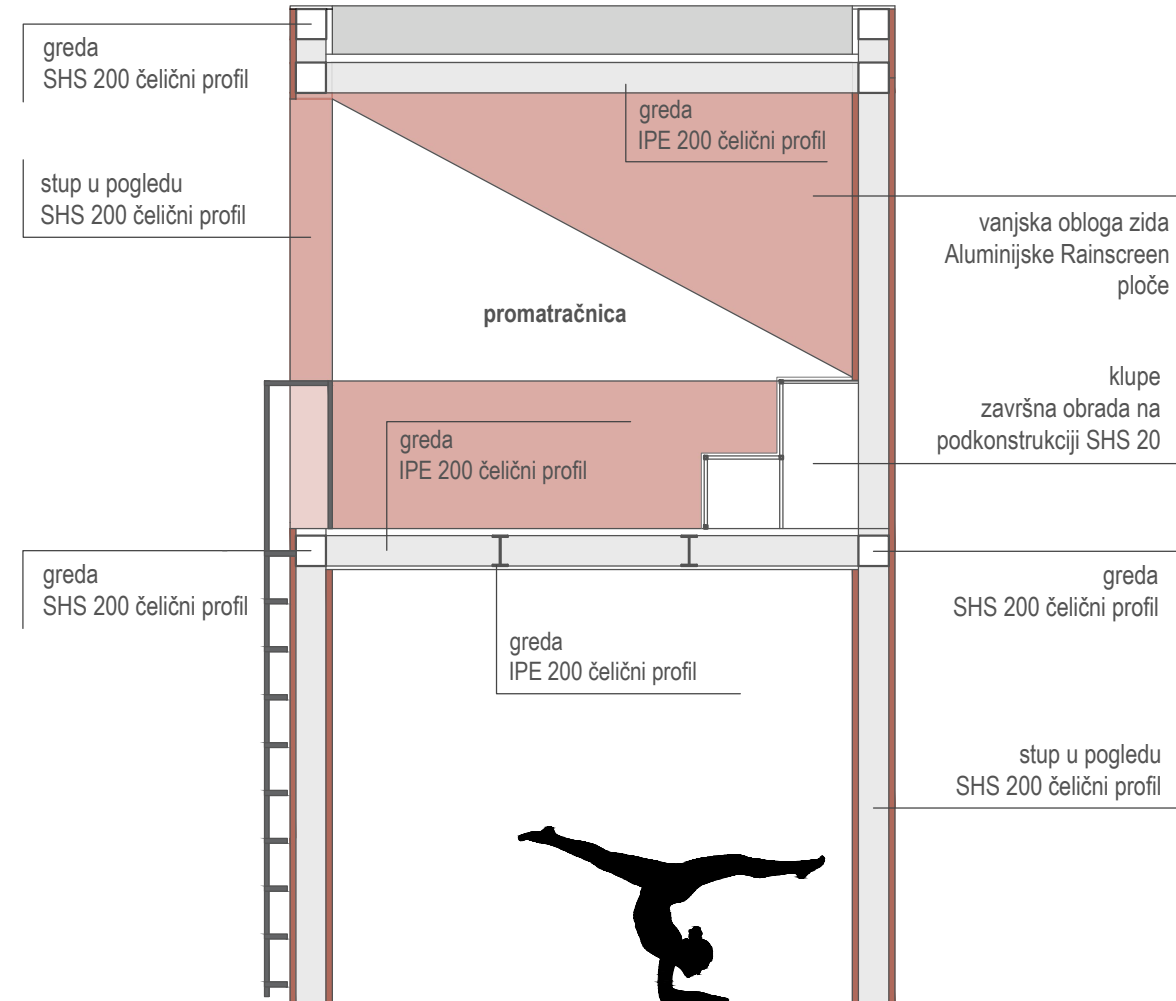 greda
SHS 200 čelični profil
greda
IPE 200 čelični profil
stup u pogledu
SHS 200 čelični profil
vanjska obloga zida
Aluminijske Rainscreen
ploče
promatračnica
klupe
završna obrada na
podkonstrukciji SHS 20
greda
IPE 200 čelični profil
greda
SHS 200 čelični profil
greda
SHS 200 čelični profil
greda
IPE 200 čelični profil
stup u pogledu
SHS 200 čelični profil